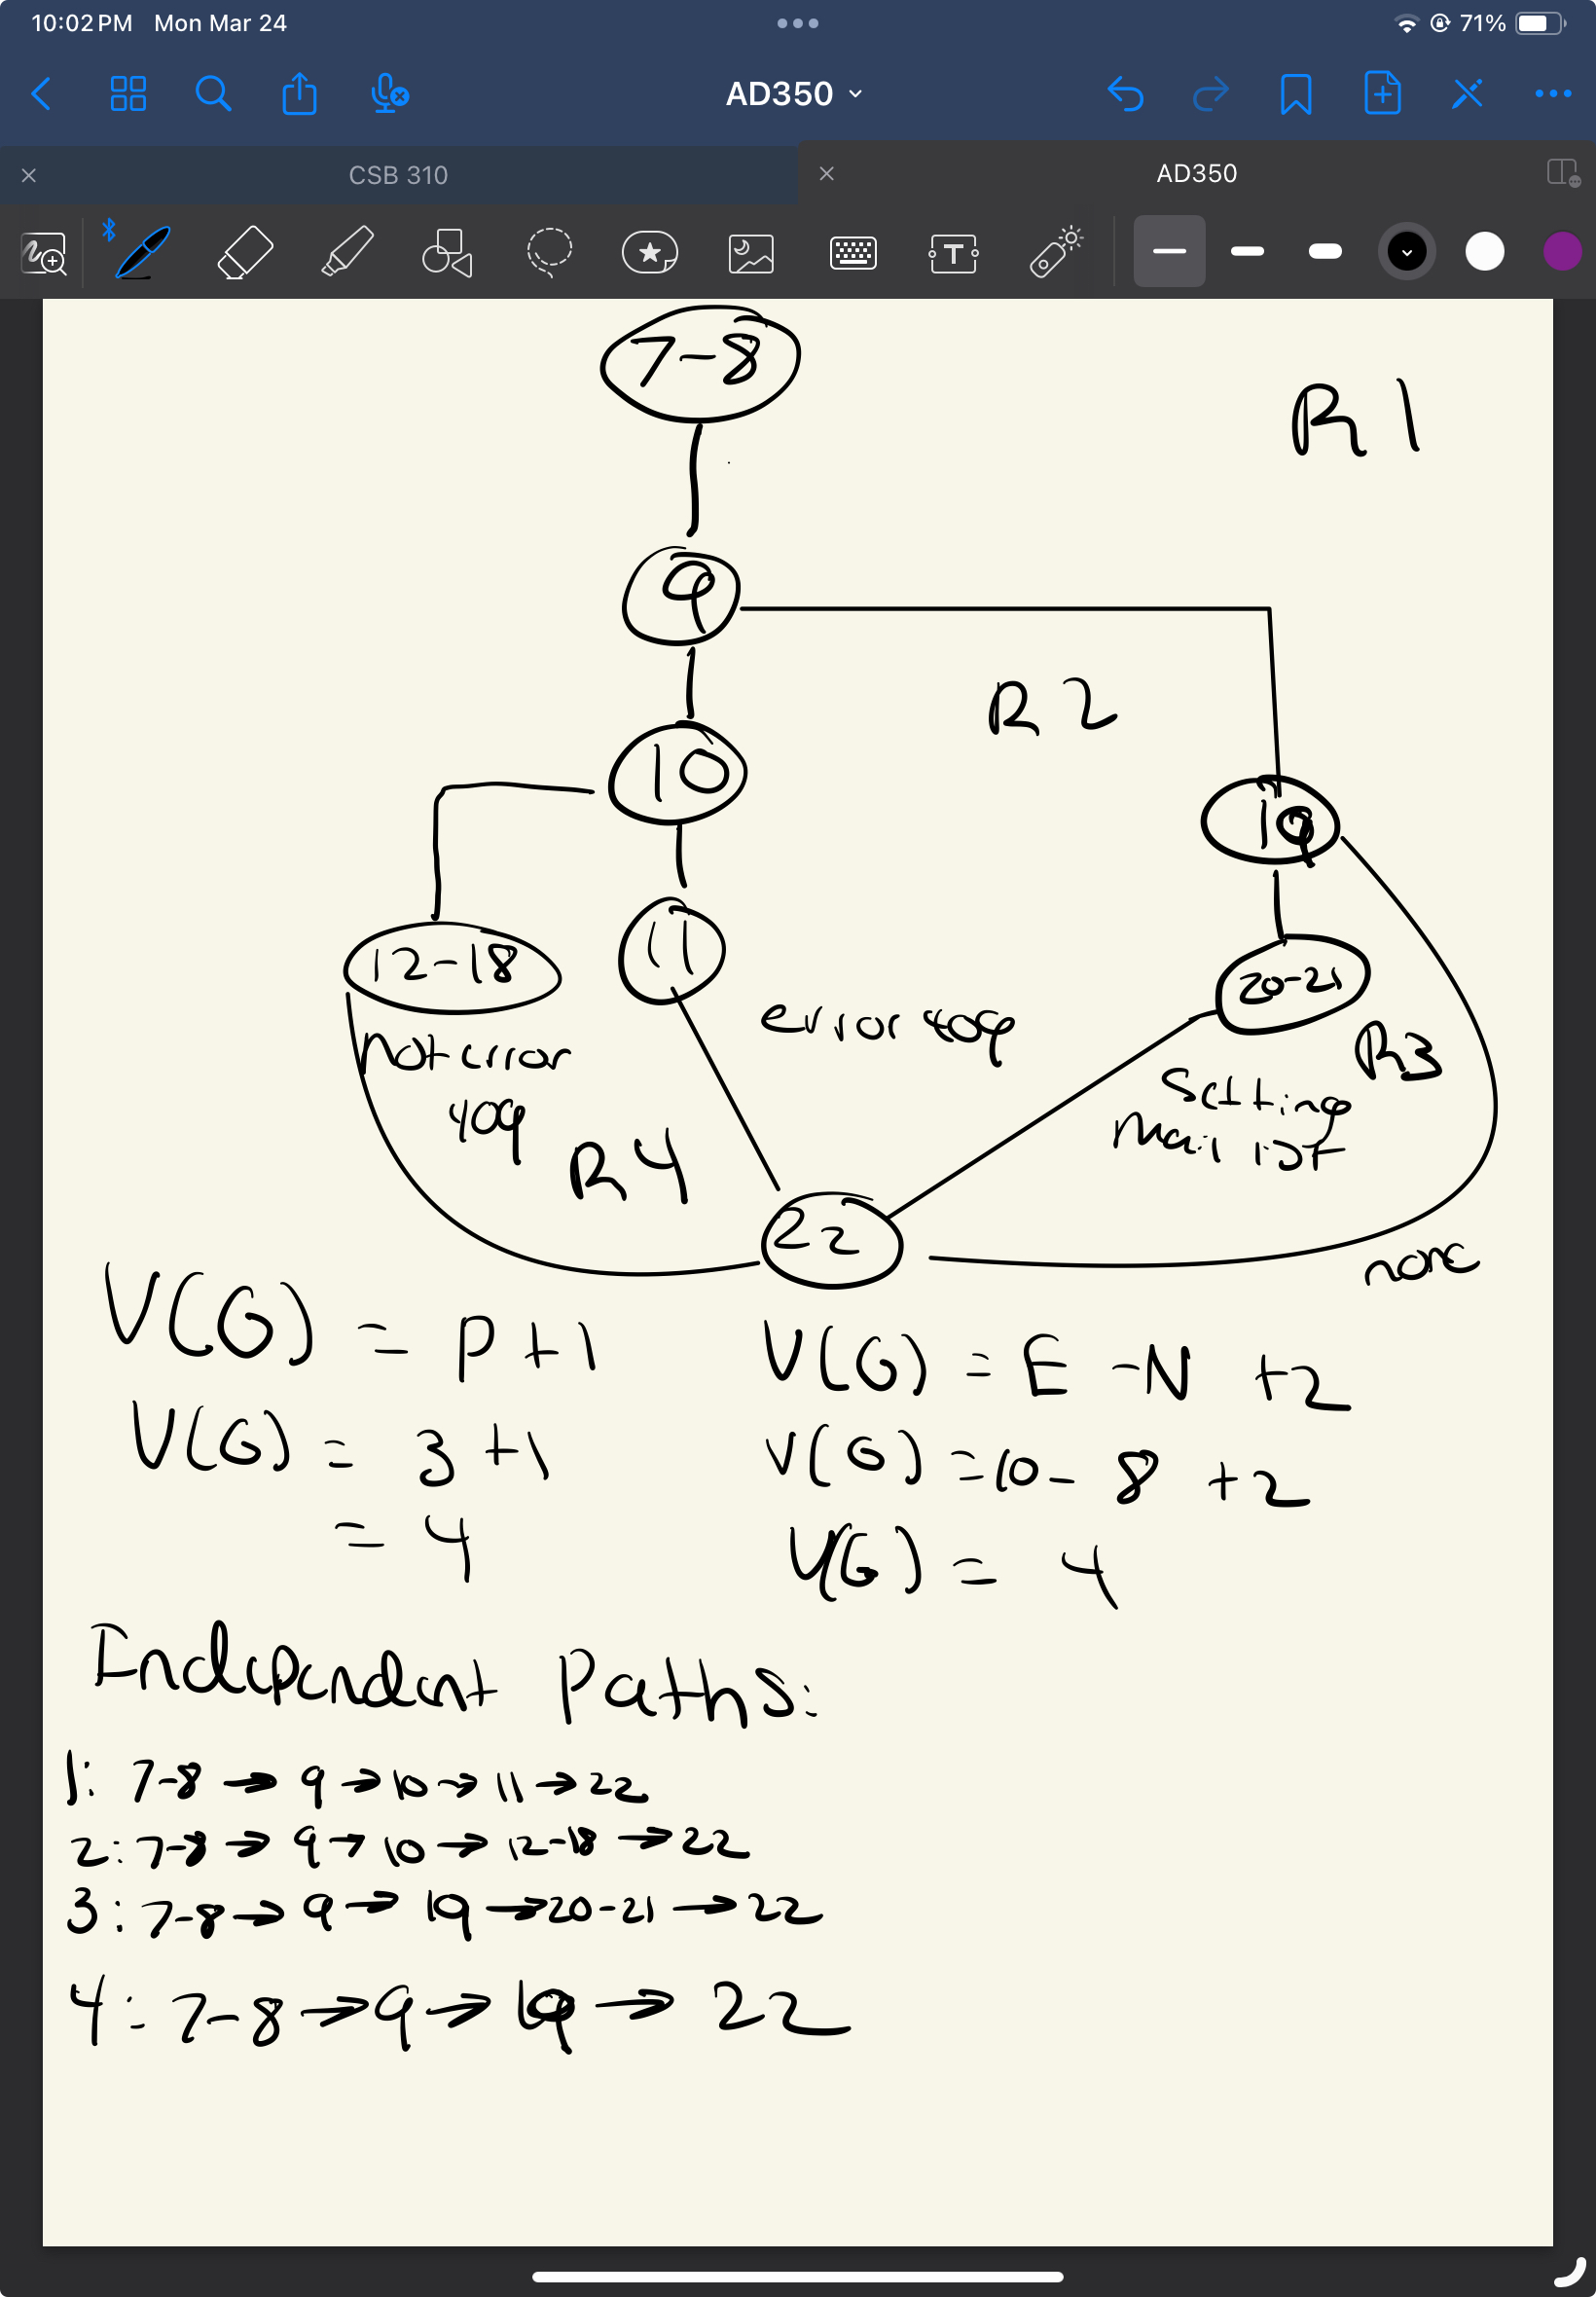 10:02 PM Mon Mar 24
71%
AD350
CSB 310
AD350
T
7-8
R1
9
R2
10
19
12-18
11
20-21
error 409
R3
Not error
409
Setting
mail list
R4
22
none
V(G) = P+1
V(G) = E-N+2
V(G) = 3+1
V(G) = 10-8+2
= 4
V(G) = 4
Independent Paths:
1: 7-8 → 9 → 10 → 11 → 22
2: 7-8 → 9 → 10 → 12-18 → 22
3: 7-8 → 9 → 19 → 20-21 → 22
4: 7-8 → 9 → 19 → 22